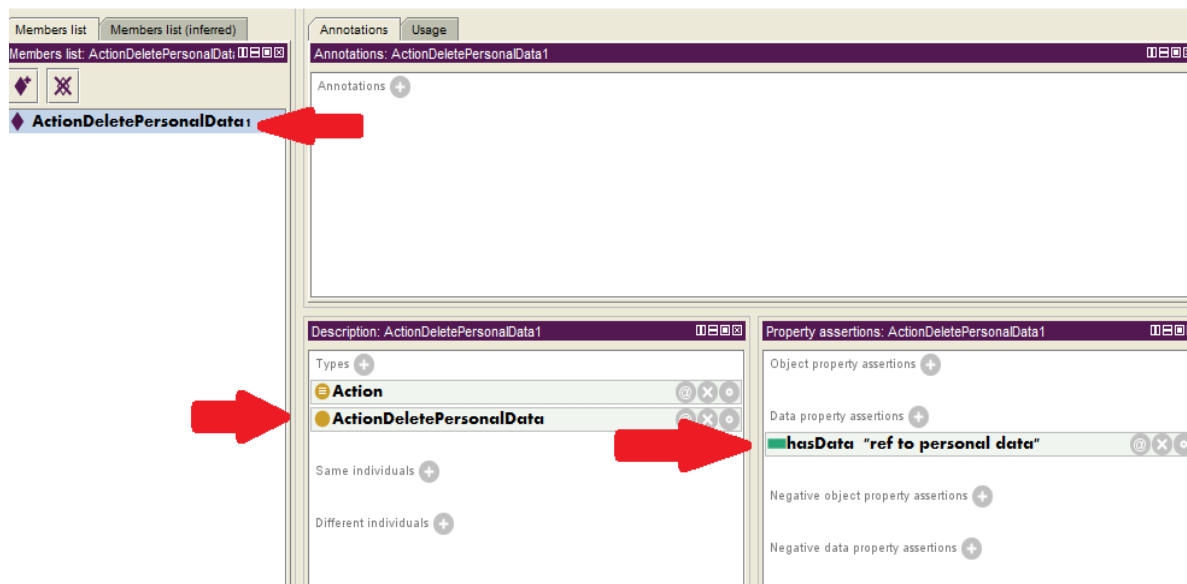 Members list Members list (inferred)
Members list: ActionDeletePersonalData
ActionDeletePersonalData1
Annotations Usage
Annotations: ActionDeletePersonalData1
Annotations
Description: ActionDeletePersonalData1
Types
Action
ActionDeletePersonalData
Same individuals
Different individuals
Property assertions: ActionDeletePersonalData1
Object property assertions
Data property assertions
hasData "ref to personal data"
Negative object property assertions
Negative data property assertions